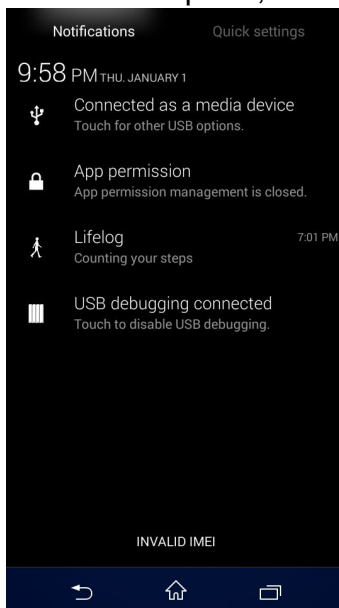 Notifications Quick settings
9:58 PM THU. JANUARY 1
Connected as a media device
Touch for other USB options.
App permission
App permission management is closed.
Lifelog 7:01 PM
Counting your steps
USB debugging connected
Touch to disable USB debugging.
INVALID IMEI